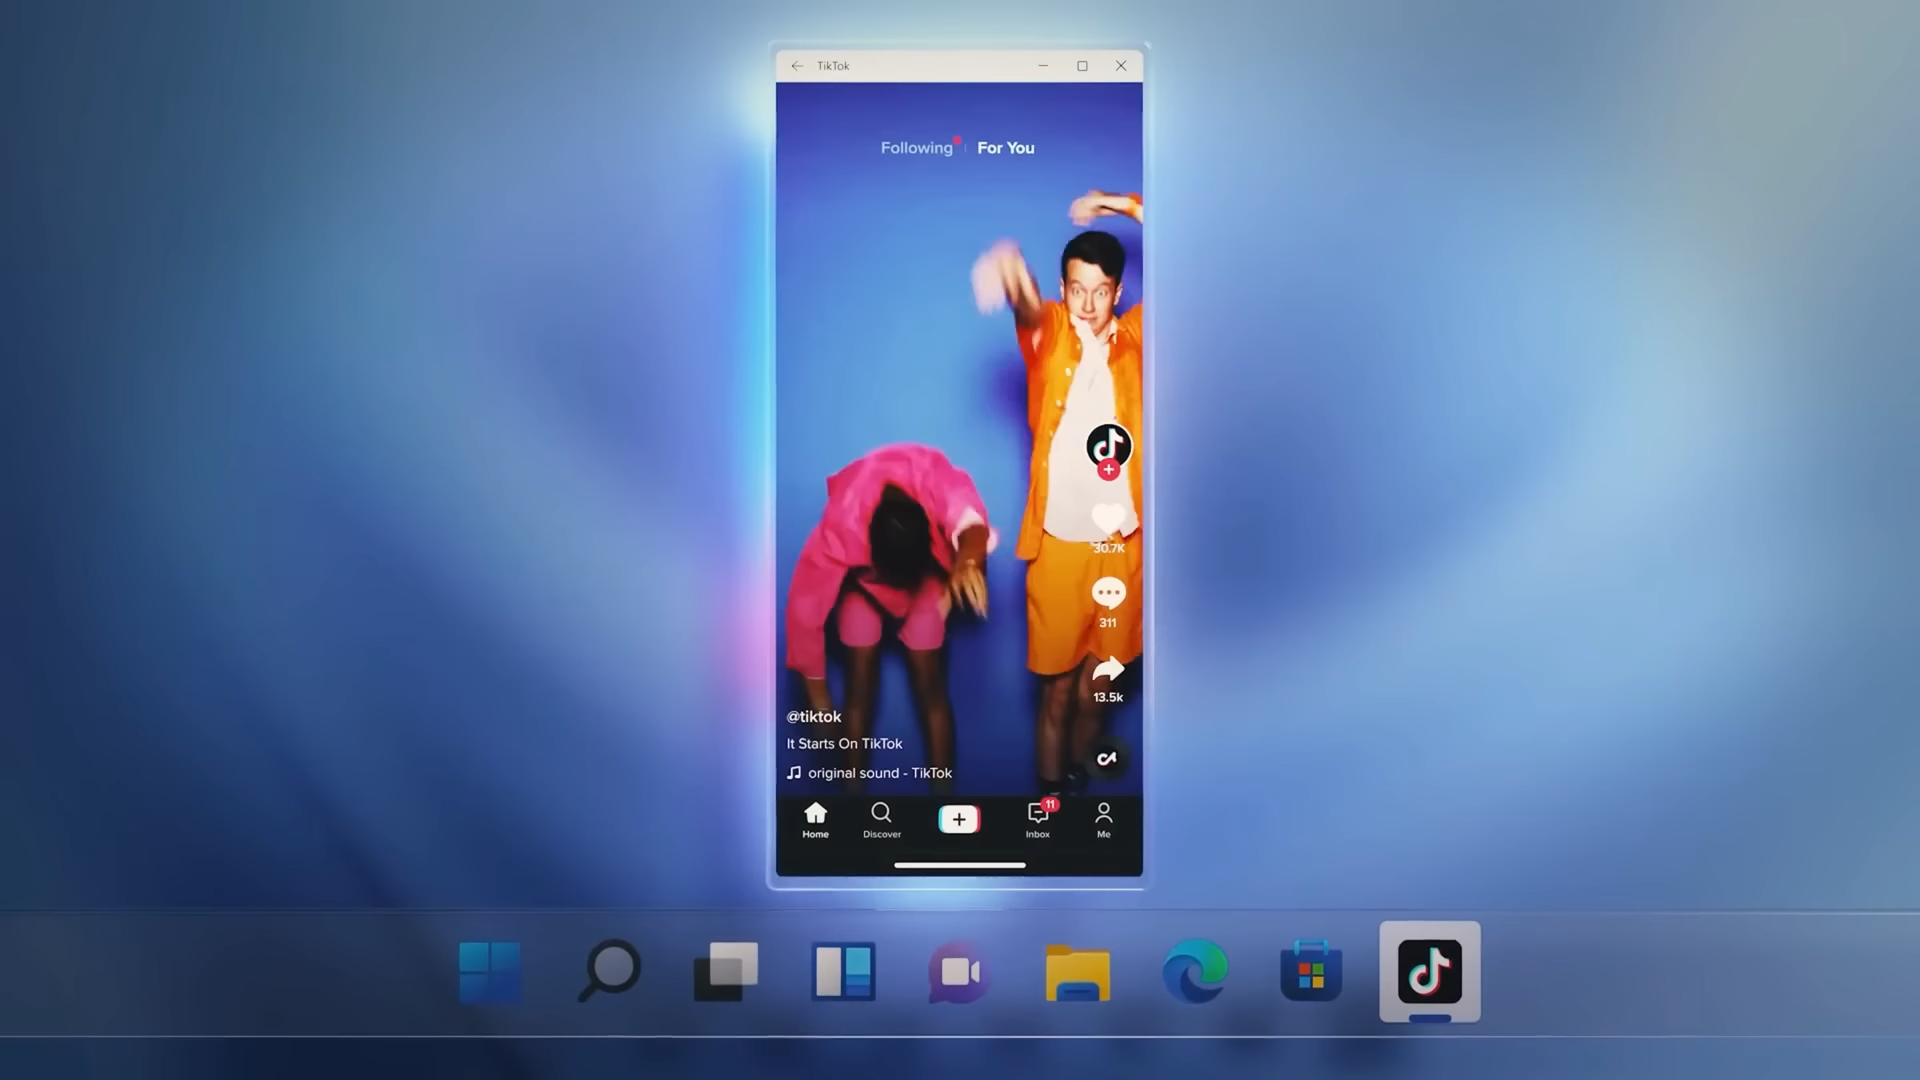 TikTok
Following
For You
30.7K
311
13.5k
@tiktok
It Starts On TikTok
original sound - TikTok
Home
Discover
11
Inbox
Me